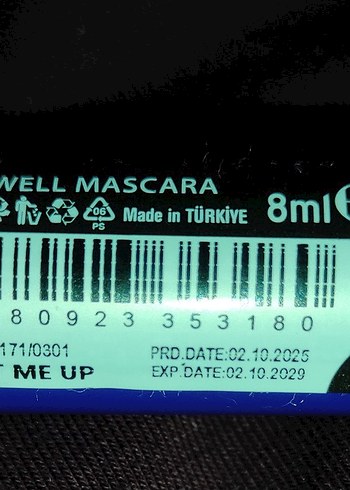 WELL MASCARA
06
PS
Made in TÜRKİYE 8ml
80923 353180
171/0301
PRD.DATE:02.10.2026
EXP.DATE:02.10.2029
T ME UP